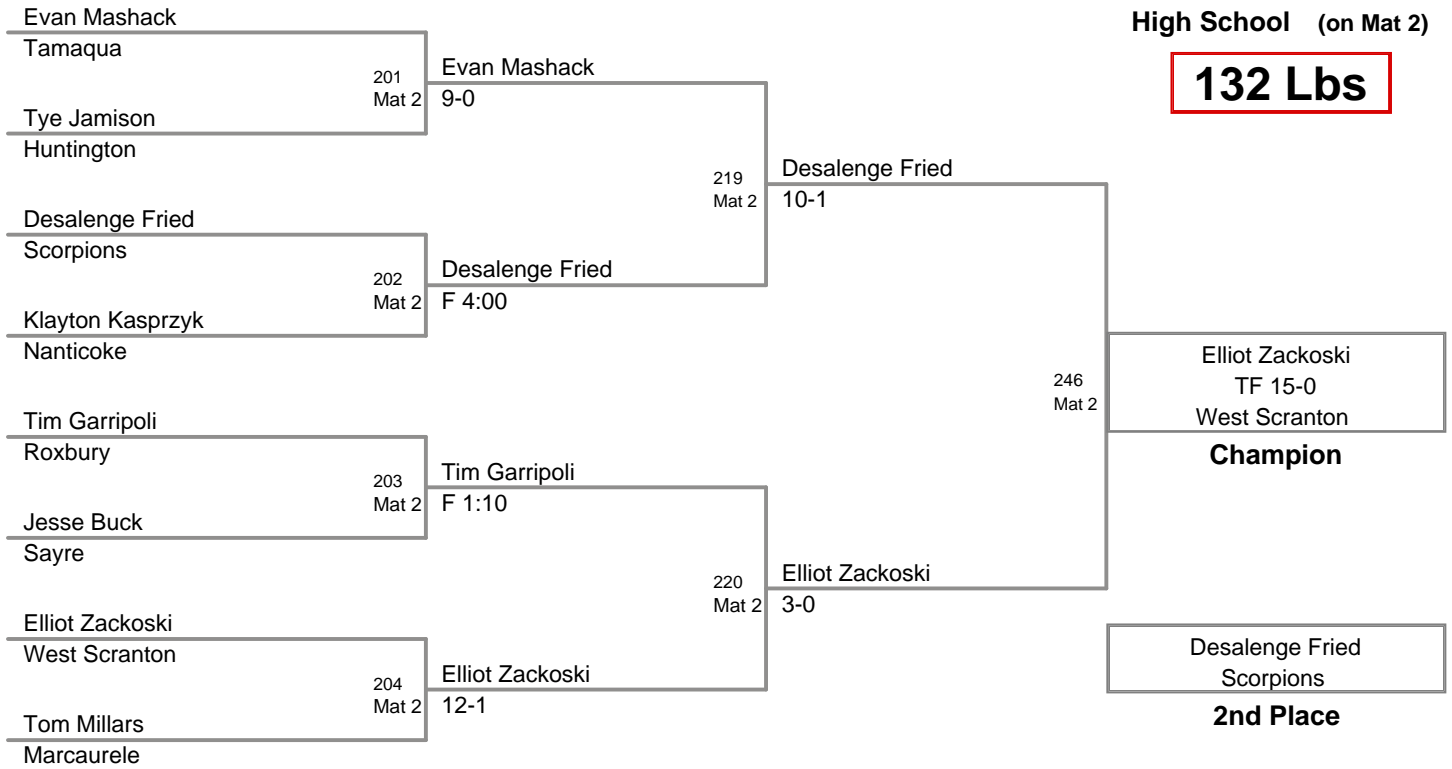 High School (on Mat 2)
132 Lbs
Evan Mashack
Tamaqua
201
Mat 2
Evan Mashack
9-0
Tye Jamison
Huntington
219
Mat 2
Desalenge Fried
10-1
Desalenge Fried
Scorpions
202
Mat 2
Desalenge Fried
F 4:00
Klayton Kasprzyk
Nanticoke
246
Mat 2
Elliot Zackoski
TF 15-0
West Scranton
Champion
Tim Garripoli
Roxbury
203
Mat 2
Tim Garripoli
F 1:10
Jesse Buck
Sayre
220
Mat 2
Elliot Zackoski
3-0
Elliot Zackoski
West Scranton
204
Mat 2
Elliot Zackoski
12-1
Tom Millars
Marcaurele
Desalenge Fried
Scorpions
2nd Place